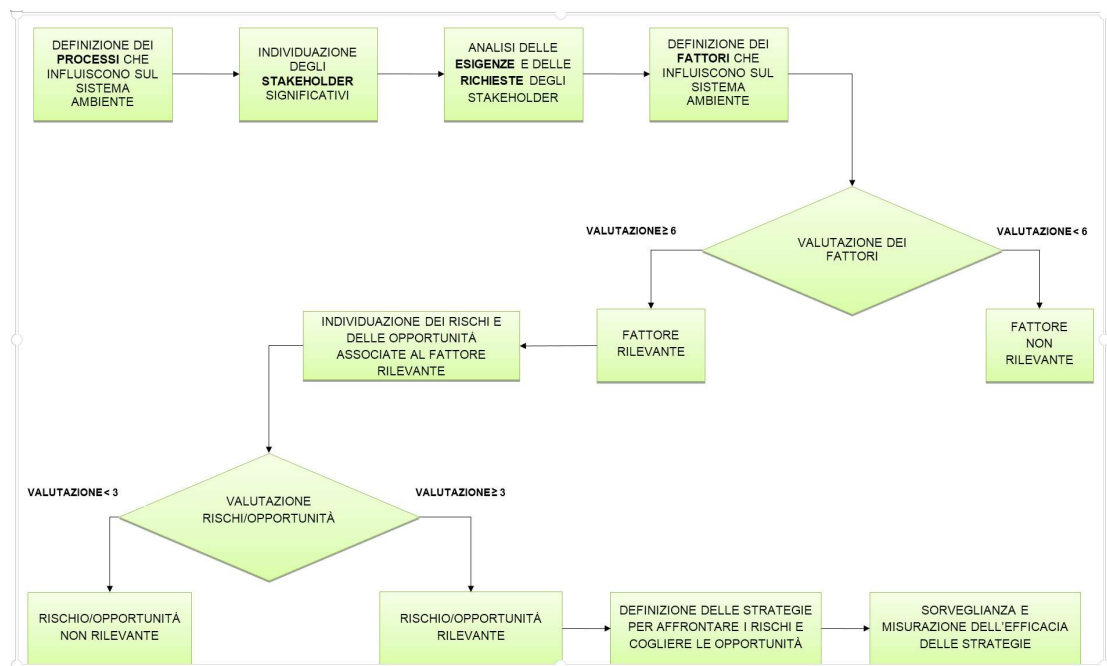 DEFINIZIONE DEI
PROCESSI CHE
INFLUISCONO SUL
SISTEMA
AMBIENTE
INDIVIDUAZIONE
DEGLI
STAKEHOLDER
SIGNIFICATIVI
ANALISI DELLE
ESIGENZE E DELLE
RICHIESTE DEGLI
STAKEHOLDER
DEFINIZIONE DEI
FATTORI CHE
INFLUISCONO SUL
SISTEMA
AMBIENTE
VALUTAZIONE ≥ 6
VALUTAZIONE DEI
FATTORI
VALUTAZIONE < 6
INDIVIDUAZIONE DEI RISCHI E
DELLE OPPORTUNITÁ
ASSOCIATE AL FATTORE
RILEVANTE
FATTORE
RILEVANTE
FATTORE
NON
RILEVANTE
VALUTAZIONE < 3
VALUTAZIONE
RISCHI/OPPORTUNITÀ
VALUTAZIONE ≥ 3
RISCHIO/OPPORTUNITÀ
NON RILEVANTE
RISCHIO/OPPORTUNITÀ
RILEVANTE
DEFINIZIONE DELLE STRATEGIE
PER AFFRONTARE I RISCHI E
COGLIERE LE OPPORTUNITÀ
SORVEGLIANZA E
MISURAZIONE DELL'EFFICACIA
DELLE STRATEGIE